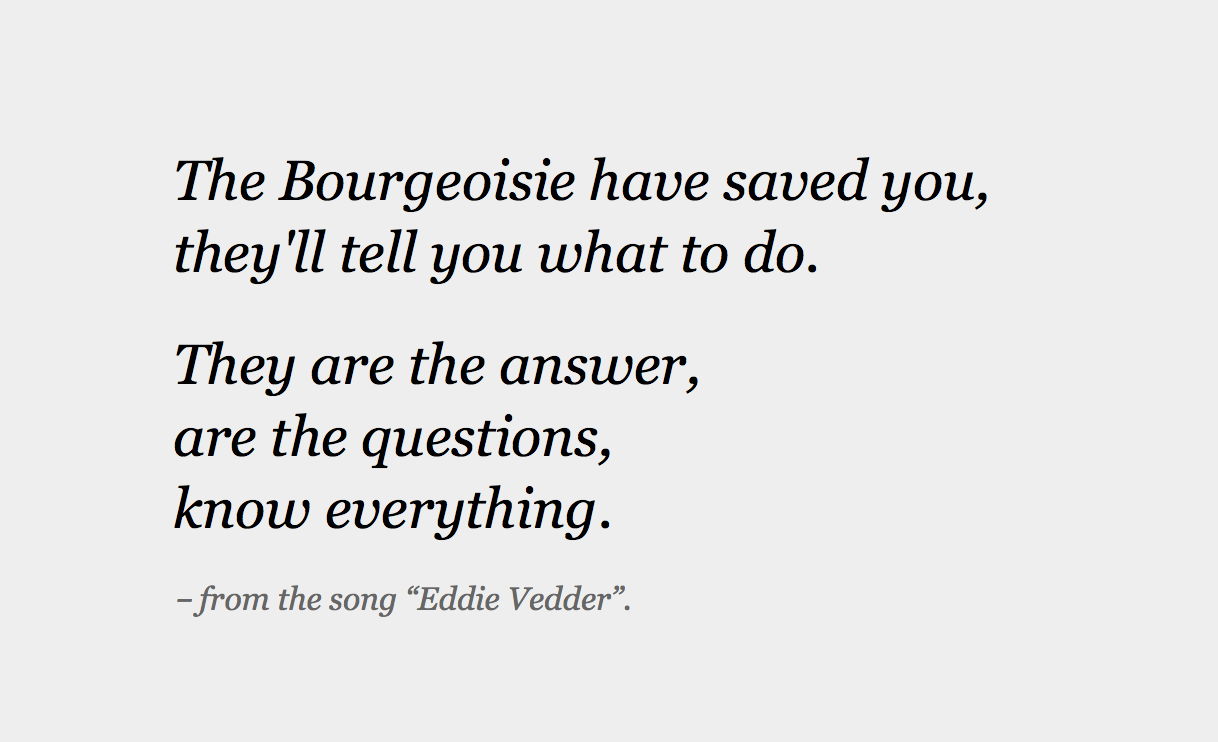 The Bourgeoisie have saved you,
they'll tell you what to do.
They are the answer,
are the questions,
know everything.
– from the song “Eddie Vedder”.